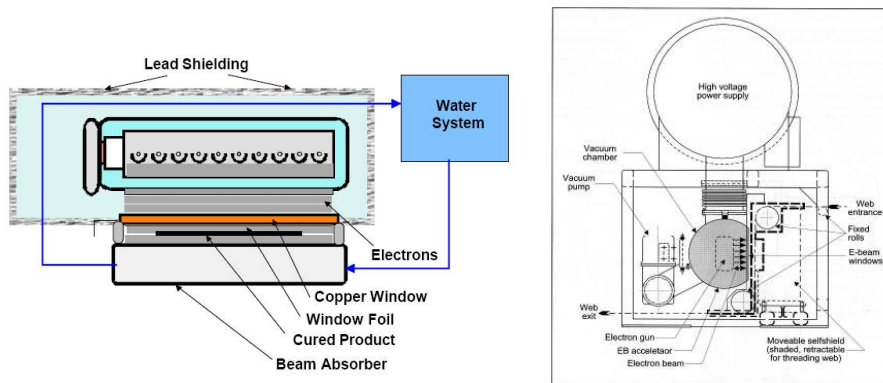 Lead Shielding
Water
System
Electrons
Copper Window
Window Foil
Cured Product
Beam Absorber
High voltage
power supply
Vacuum
chamber
Vacuum
pump
Web
entrance
Fixed
rolls
E-beam
windows
Web
exit
Electron gun
EB acceletaor
Electron beam
Moveable selfshield
(shaded, retractable
for threading web)